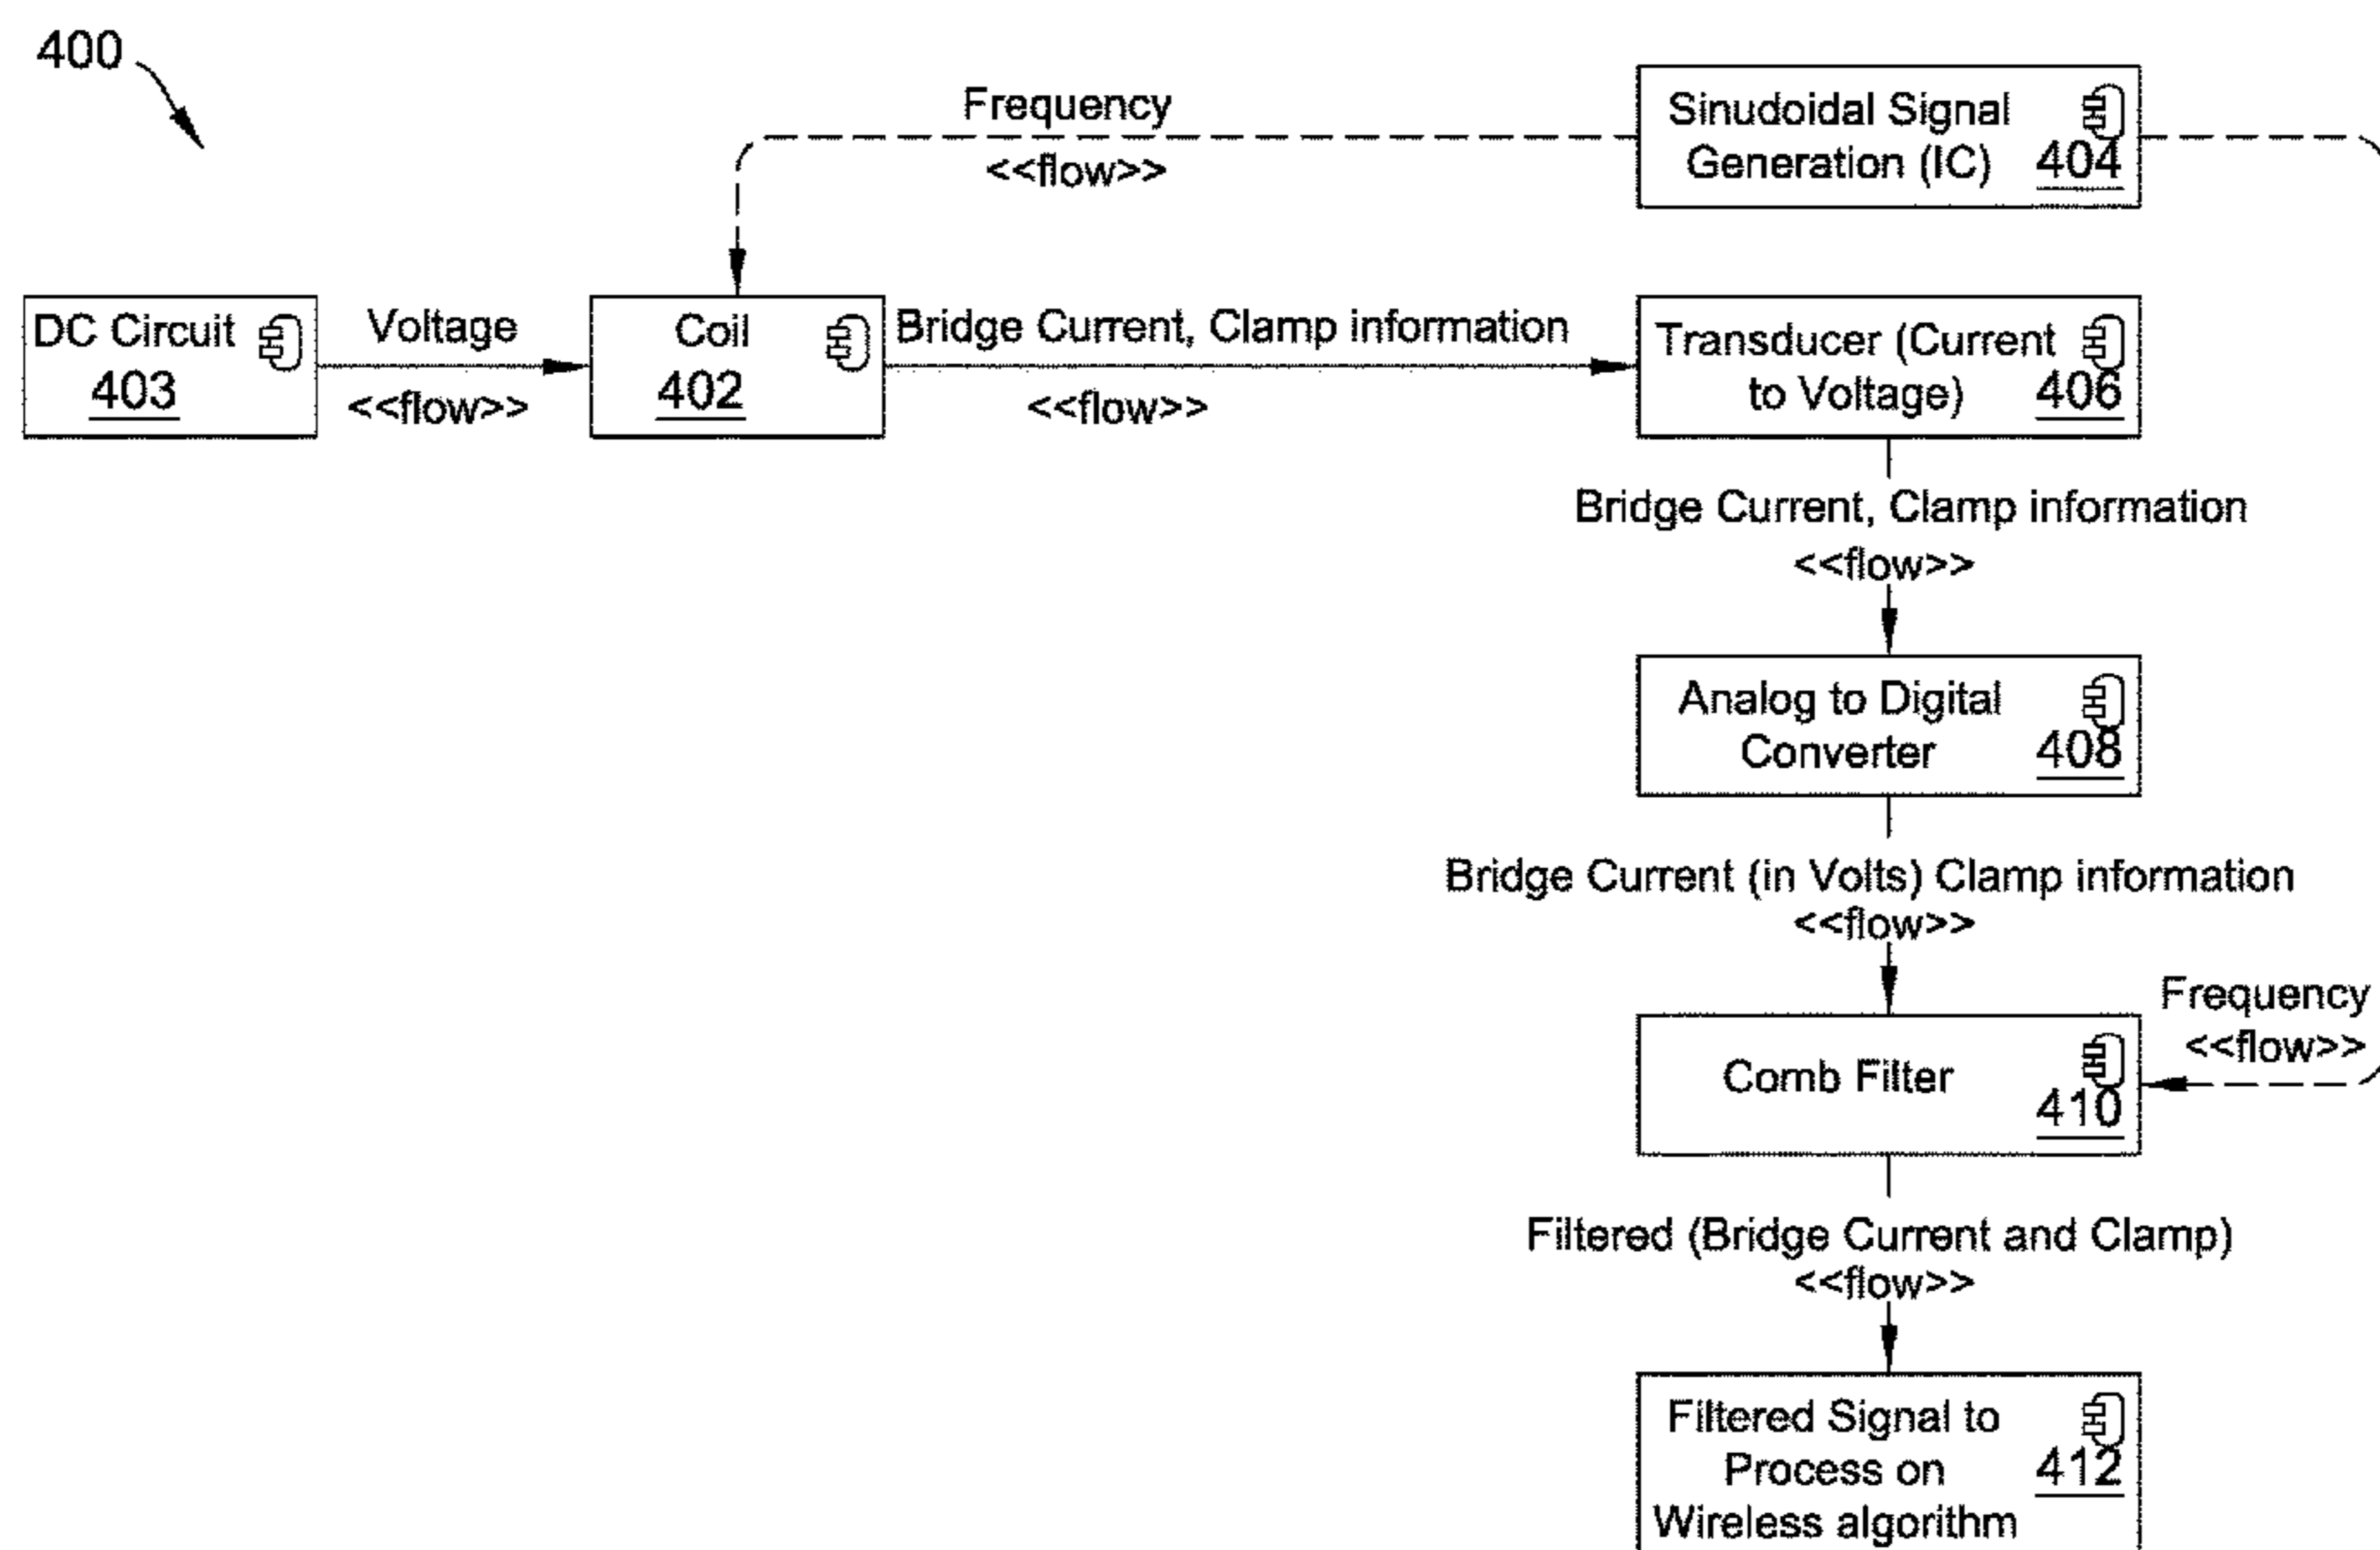 400
Frequency
<<flow>>
Sinudoidal Signal
Generation (IC) 404
DC Circuit
403
Voltage
<<flow>>
Coil
402
Bridge Current, Clamp information
<<flow>>
Transducer (Current
to Voltage) 406
Bridge Current, Clamp information
<<flow>>
Analog to Digital
Converter 408
Bridge Current (in Volts) Clamp information
<<flow>>
Frequency
<<flow>>
Comb Filter
410
Filtered (Bridge Current and Clamp)
<<flow>>
Filtered Signal to
Process on 412
Wireless algorithm